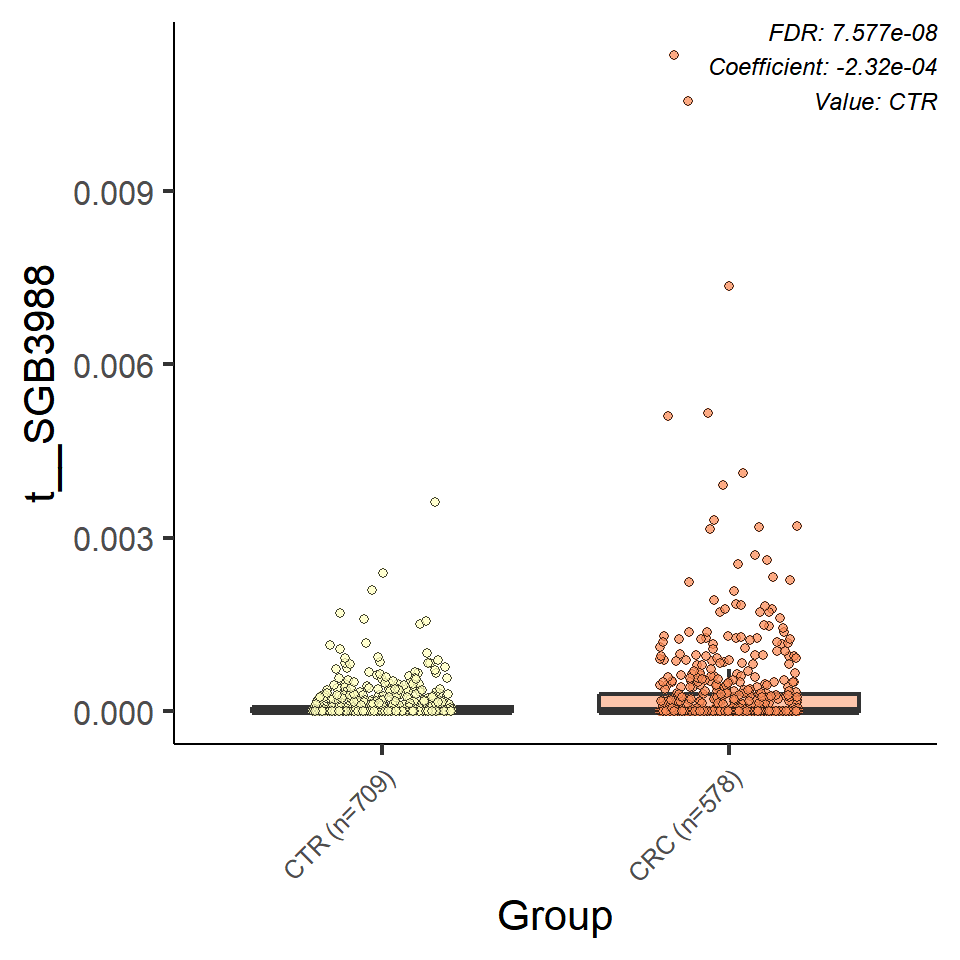 FDR: 7.577e-08
Coefficient: -2.32e-04
Value: CTR
t__SGB3988
0.009
0.006
0.003
0.000
CTR (n=709)
CRC (n=578)
Group